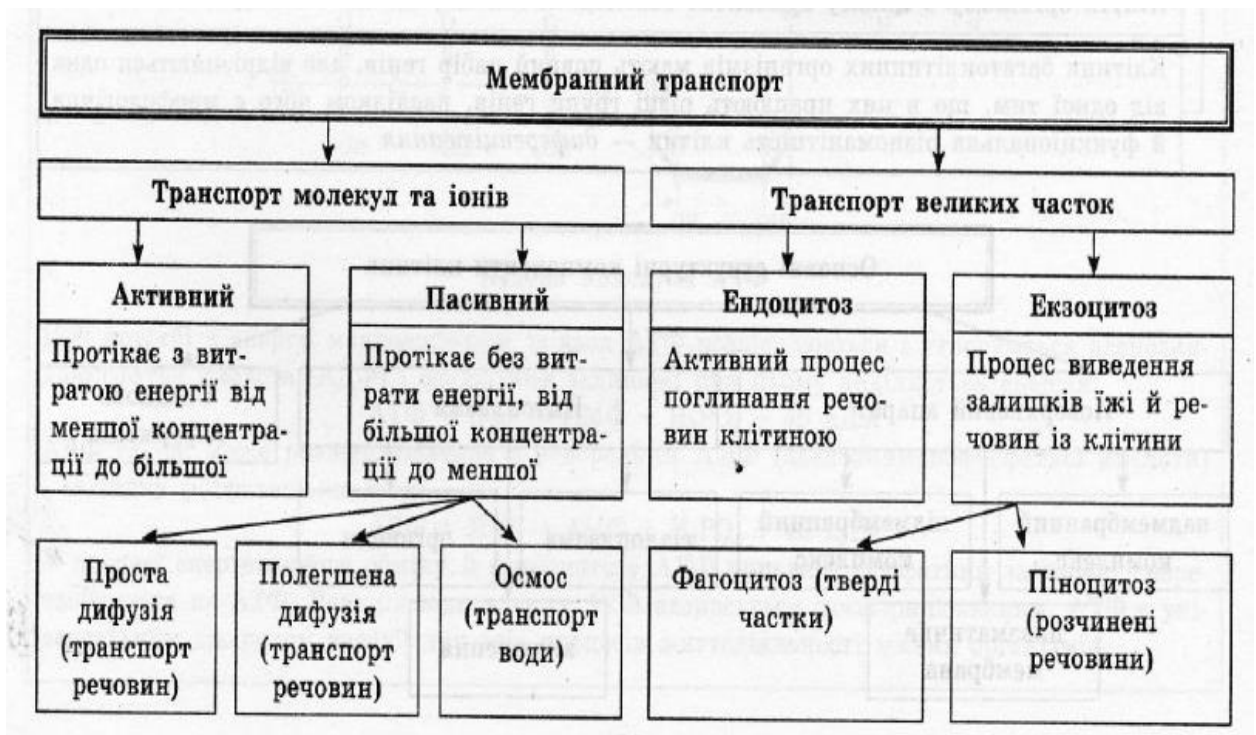 Мембранний транспорт
Транспорт молекул та іонів
Транспорт великих часток
Активний
Протікає з вит-
ратою енергії від
меншої концентра-
ції до більшої
Пасивний
Протікає без вит-
рати енергії, від
більшої концентра-
ції до меншої
Ендоцитоз
Активний процес
поглинання речо-
вин клітиною
Екзоцитоз
Процес виведення
залишків їжі й ре-
човин із клітини
Проста
дифузія
(транспорт
речовин)
Полегшена
дифузія
(транспорт
речовин)
Осмос
(транспорт
води)
Фагоцитоз (тверді
частки)
Піноцитоз
(розчинені
речовини)